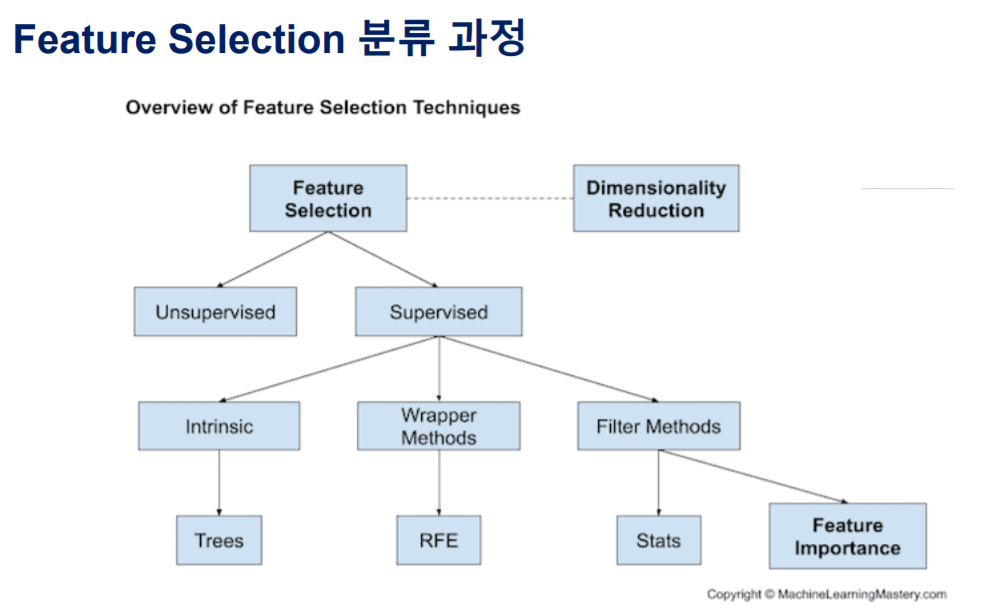 Feature Selection 분류 과정
Overview of Feature Selection Techniques
Feature
Selection
Dimensionality
Reduction
Unsupervised
Supervised
Intrinsic
Wrapper
Methods
Filter Methods
Trees
RFE
Stats
Feature
Importance
Copyright © MachineLearningMastery.com